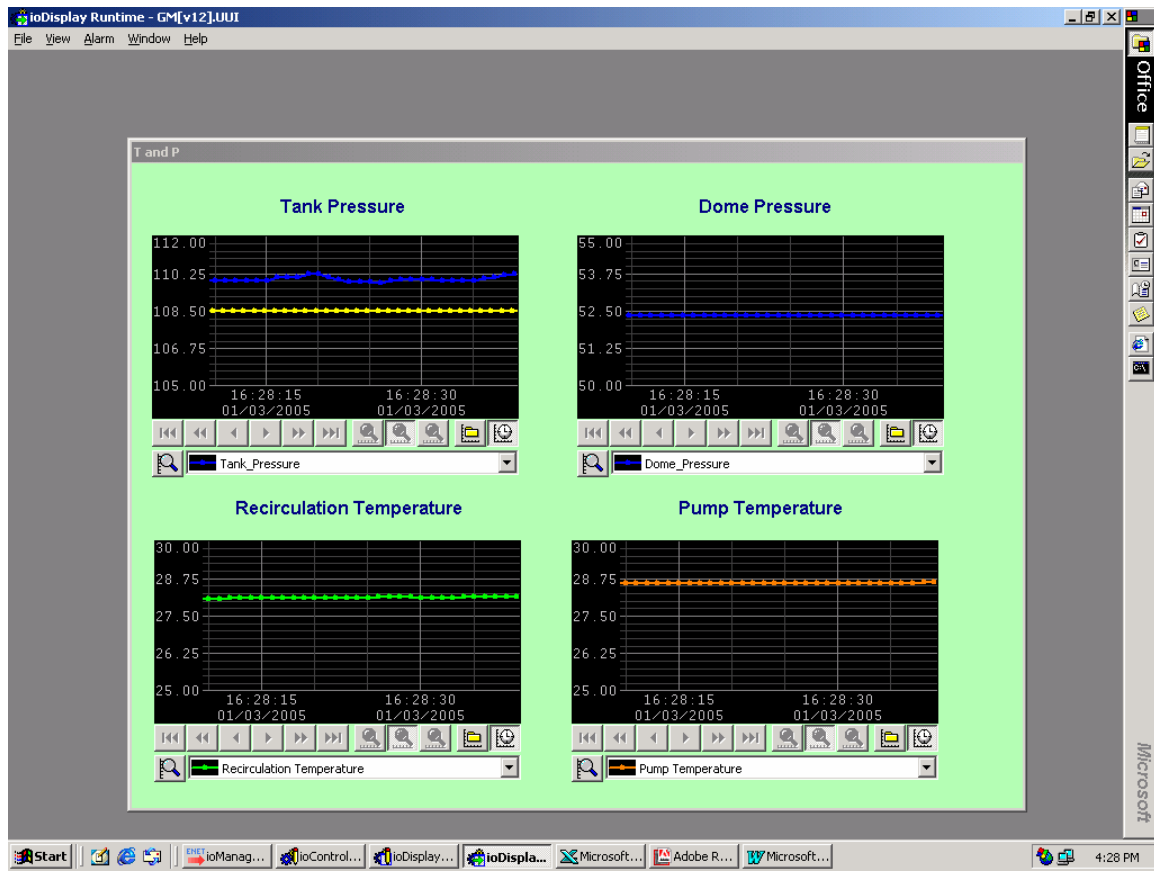 ioDisplay Runtime - GM[v12].UUI
File View Alarm Window Help
Office
T and P
Tank Pressure
112.00
110.25
108.50
106.75
105.00
16:28:15 16:28:30
01/03/2005 01/03/2005
Tank_Pressure
Dome Pressure
55.00
53.75
52.50
51.25
50.00
16:28:15 16:28:30
01/03/2005 01/03/2005
Dome_Pressure
Recirculation Temperature
30.00
28.75
27.50
26.25
25.00
16:28:15 16:28:30
01/03/2005 01/03/2005
Recirculation Temperature
Pump Temperature
30.00
28.75
27.50
26.25
25.00
16:28:15 16:28:30
01/03/2005 01/03/2005
Pump Temperature
Microsoft
Start ENET ioManag... ioControl... ioDisplay... ioDispla... Microsoft... Adobe R... Microsoft... 4:28 PM